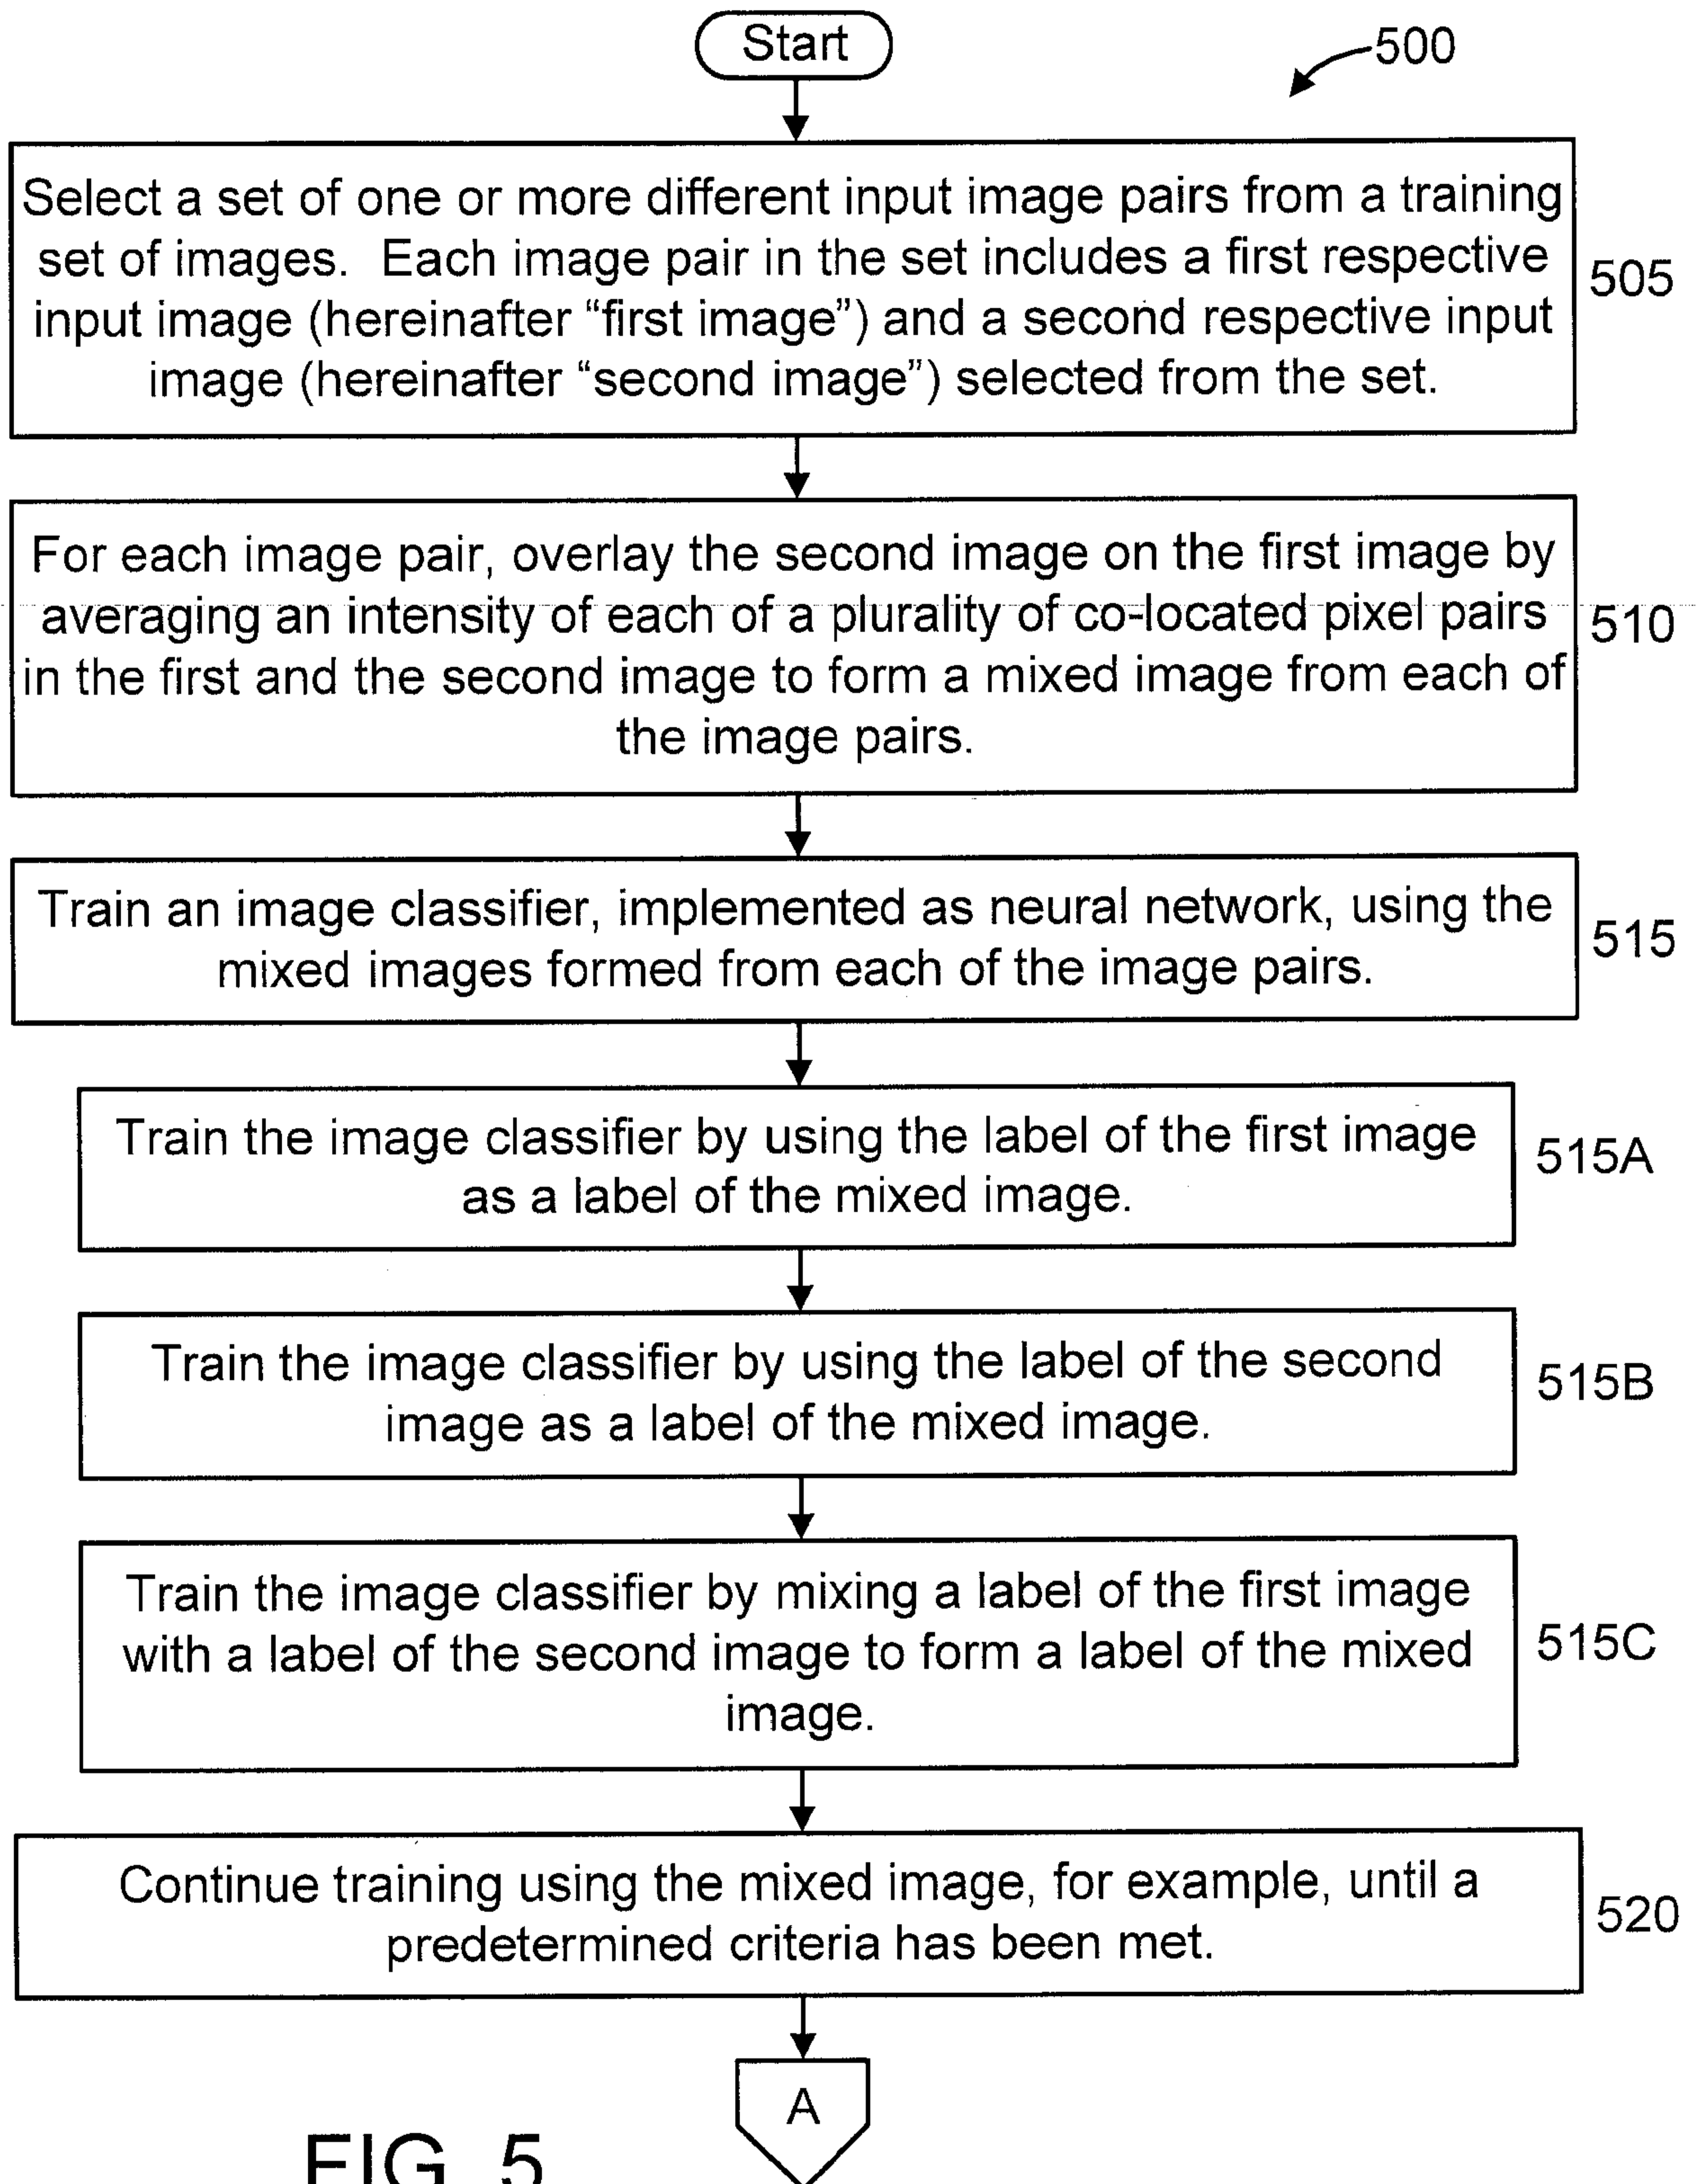 Start
500
Select a set of one or more different input image pairs from a training
set of images. Each image pair in the set includes a first respective
input image (hereinafter “first image”) and a second respective input
image (hereinafter “second image”) selected from the set.
505
For each image pair, overlay the second image on the first image by
averaging an intensity of each of a plurality of co-located pixel pairs
in the first and the second image to form a mixed image from each of
the image pairs.
510
Train an image classifier, implemented as neural network, using the
mixed images formed from each of the image pairs.
515
Train the image classifier by using the label of the first image
as a label of the mixed image.
515A
Train the image classifier by using the label of the second
image as a label of the mixed image.
515B
Train the image classifier by mixing a label of the first image
with a label of the second image to form a label of the mixed
image.
515C
Continue training using the mixed image, for example, until a
predetermined criteria has been met.
520
A
FIG. 5